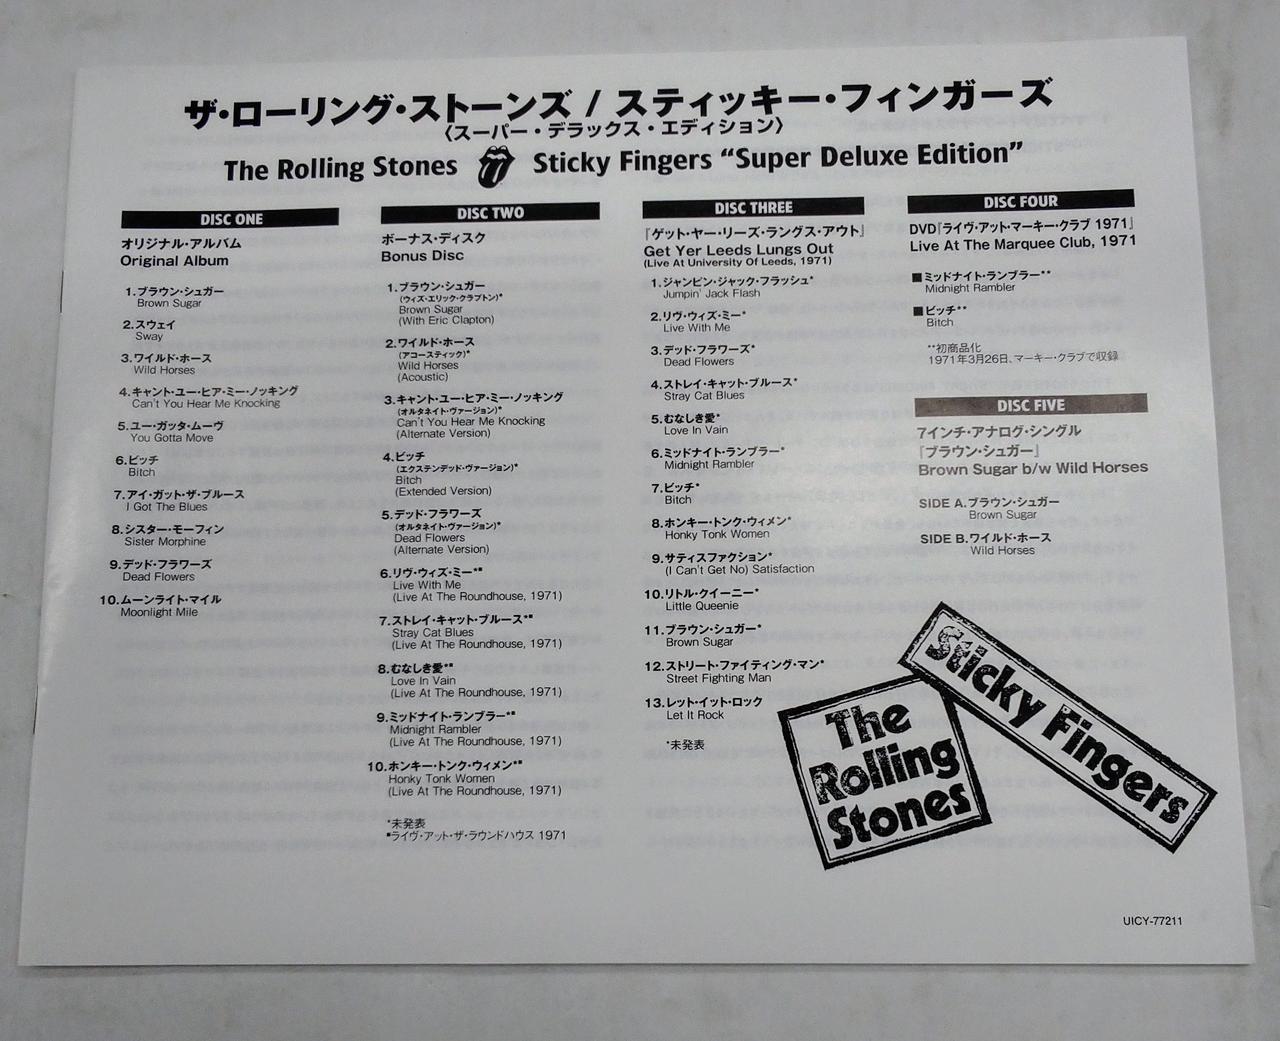 ザ・ローリング・ストーンズ / スティッキー・フィンガーズ
〈スーパー・デラックス・エディション〉
The Rolling Stones Sticky Fingers “Super Deluxe Edition”
DISC ONE
オリジナル・アルバム
Original Album
1.ブラウン・シュガー
Brown Sugar
2.スウェイ
Sway
3.ワイルド・ホース
Wild Horses
4.キャント・ユー・ヒア・ミー・ノッキング
Can't You Hear Me Knocking
5.ユー・ガッタ・ムーヴ
You Gotta Move
6.ビッチ
Bitch
7.アイ・ガット・ザ・ブルース
I Got The Blues
8.シスター・モーフィン
Sister Morphine
9.デッド・フラワーズ
Dead Flowers
10.ムーンライト・マイル
Moonlight Mile
DISC TWO
ボーナス・ディスク
Bonus Disc
1.ブラウン・シュガー
(ウィズ・エリック・クラプトン)*
Brown Sugar
(With Eric Clapton)
2.ワイルド・ホース
(アコースティック)*
Wild Horses
(Acoustic)
3.キャント・ユー・ヒア・ミー・ノッキング
(オルタネイト・ヴァージョン)*
Can't You Hear Me Knocking
(Alternate Version)
4.ビッチ
(エクステンデッド・ヴァージョン)*
Bitch
(Extended Version)
5.デッド・フラワーズ
(オルタネイト・ヴァージョン)*
Dead Flowers
(Alternate Version)
6.リヴ・ウィズ・ミー*■
Live With Me
(Live At The Roundhouse, 1971)
7.ストレイ・キャット・ブルース*■
Stray Cat Blues
(Live At The Roundhouse, 1971)
8.むなしき愛*■
Love In Vain
(Live At The Roundhouse, 1971)
9.ミッドナイト・ランブラー*■
Midnight Rambler
(Live At The Roundhouse, 1971)
10.ホンキー・トンク・ウィメン*■
Honky Tonk Women
(Live At The Roundhouse, 1971)
*未発表
■ライヴ・アット・ザ・ラウンドハウス 1971
DISC THREE
『ゲット・ヤー・リーズ・ラングス・アウト』
Get Yer Leeds Lungs Out
(Live At University Of Leeds, 1971)
1.ジャンピン・ジャック・フラッシュ*
Jumpin' Jack Flash
2.リヴ・ウィズ・ミー*
Live With Me
3.デッド・フラワーズ*
Dead Flowers
4.ストレイ・キャット・ブルース*
Stray Cat Blues
5.むなしき愛*
Love In Vain
6.ミッドナイト・ランブラー*
Midnight Rambler
7.ビッチ*
Bitch
8.ホンキー・トンク・ウィメン*
Honky Tonk Women
9.サティスファクション*
(I Can't Get No) Satisfaction
10.リトル・クイーニー*
Little Queenie
11.ブラウン・シュガー*
Brown Sugar
12.ストリート・ファイティング・マン*
Street Fighting Man
13.レット・イット・ロック
Let It Rock
*未発表
DISC FOUR
DVD『ライヴ・アット・マーキー・クラブ 1971』
Live At The Marquee Club, 1971
■ミッドナイト・ランブラー**
Midnight Rambler
■ビッチ**
Bitch
**初商品化
1971年3月26日、マーキー・クラブで収録
DISC FIVE
7インチ・アナログ・シングル
『ブラウン・シュガー』
Brown Sugar b/w Wild Horses
SIDE A.ブラウン・シュガー
Brown Sugar
SIDE B.ワイルド・ホース
Wild Horses
Sticky Fingers
The
Rolling
Stones
UICY-77211